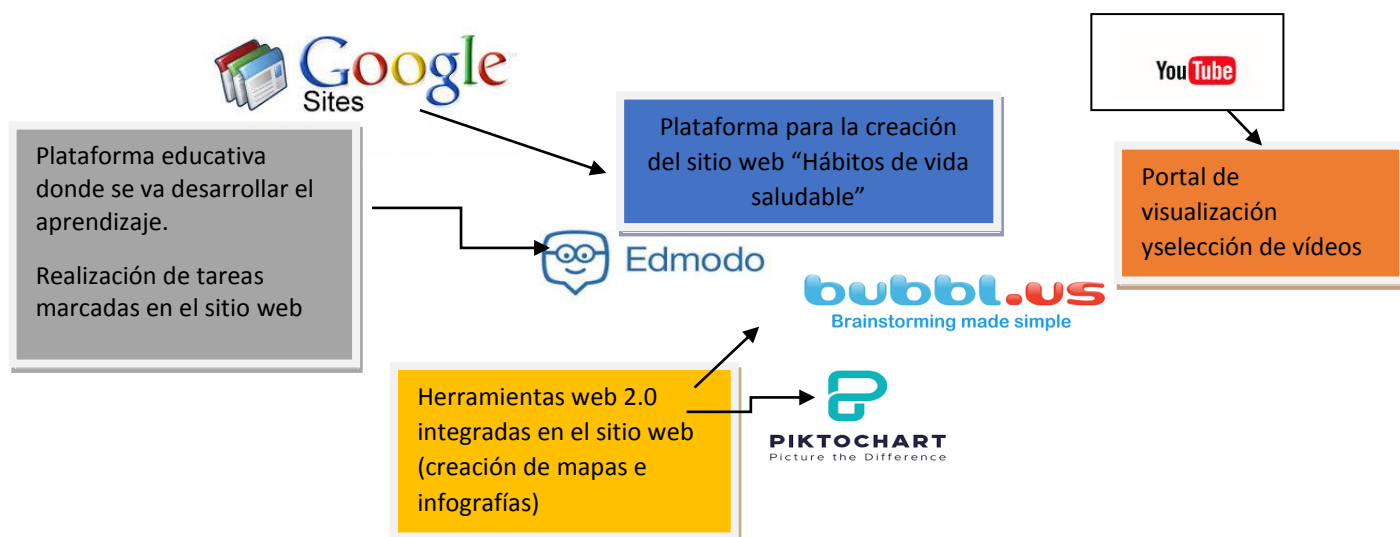 Google
Sites
YouTube
Plataforma educativa
donde se va desarrollar el
aprendizaje.
Realización de tareas
marcadas en el sitio web
Plataforma para la creación
del sitio web “Hábitos de vida
saludable”
Portal de
visualización
yselección de vídeos
Edmodo
bubbl.us
Brainstorming made simple
Herramientas web 2.0
integradas en el sitio web
(creación de mapas e
infografías)
PIKTOCHART
Picture the Difference